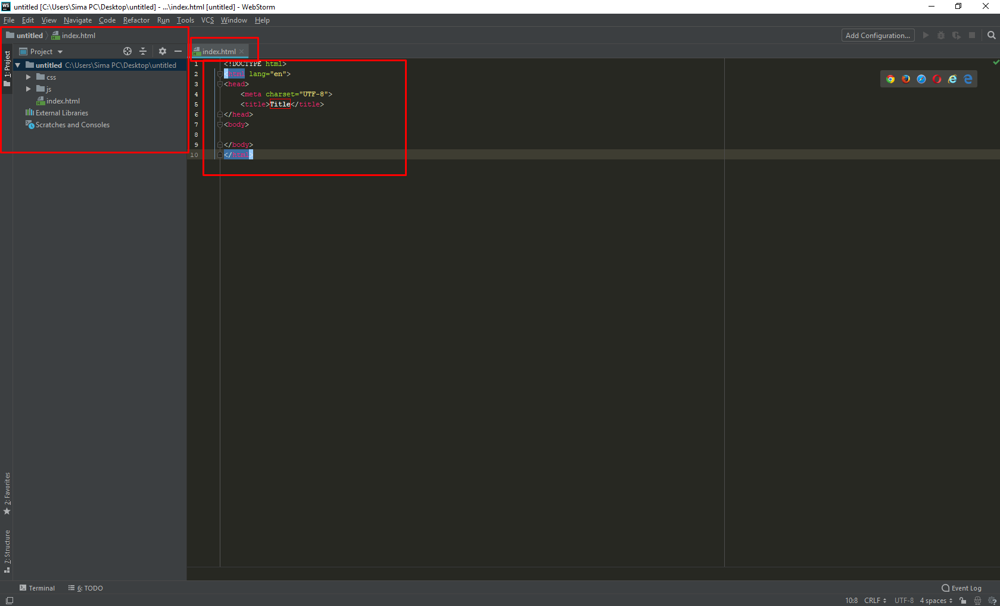 untitled [C:\Users\Sima PC\Desktop\untitled] - ...\index.html [untitled] - WebStorm
File Edit View Navigate Code Refactor Run Tools VCS Window Help
untitled index.html
Add Configuration...
Project
index.html
1: Project
untitled C:\Users\Sima PC\Desktop\untitled
css
js
index.html
External Libraries
Scratches and Consoles
1 <!DOCTYPE html>
2 <html lang="en">
3 <head>
4 <meta charset="UTF-8">
5 <title>Title</title>
6 </head>
7 <body>
8
9 </body>
10 </html>
2: Favorites
7: Structure
Terminal 6: TODO
Event Log
10:8 CRLF UTF-8 4 spaces